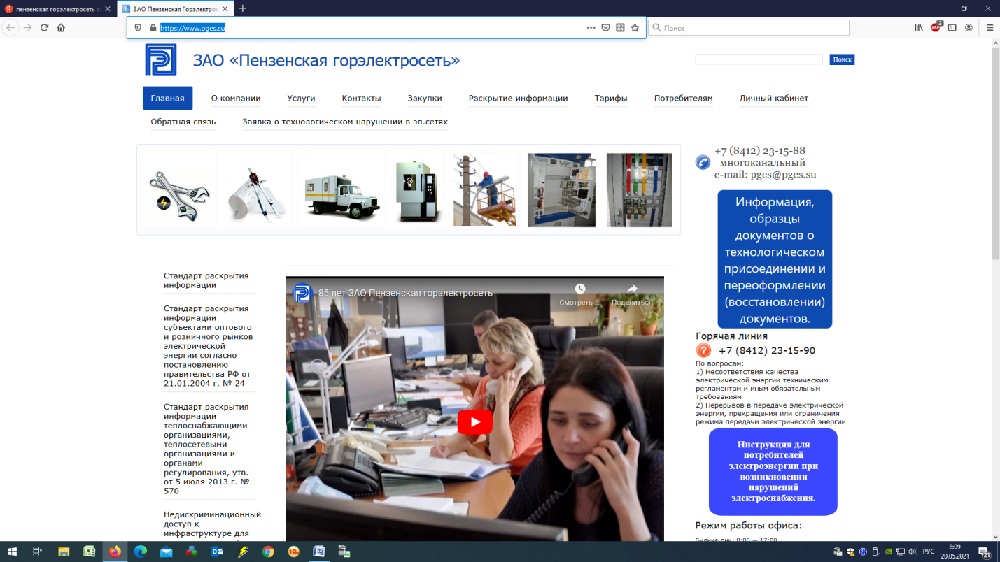 пензенская горэлектросеть о
ЗАО Пензенская Горэлектрос
https://www.pges.su
Поиск
ABP
2
ЗАО «Пензенская горэлектросеть»
Поиск
Главная
О компании
Услуги
Контакты
Закупки
Раскрытие информации
Тарифы
Потребителям
Личный кабинет
Обратная связь
Заявка о технологическом нарушении в эл.сетях
+7 (8412) 23-15-88
многоканальный
e-mail: pges@pges.su
Информация,
образцы
документов о
технологическом
присоединении и
переоформлении
(восстановлении)
документов.
Горячая линия
+7 (8412) 23-15-90
По вопросам:
1) Несоответствия качества
электрической энергии техническим
регламентам и иным обязательным
требованиям
2) Перерывов в передаче электрической
энергии, прекращения или ограничения
режима передачи электрической энергии
Инструкция для
потребителей
электроэнергии при
возникновении
нарушений
электроснабжения.
Режим работы офиса:
Будние дни: 8:00 — 17:00
Стандарт раскрытия
информации
Стандарт раскрытия
информации
субъектами оптового
и розничного рынков
электрической
энергии согласно
постановлению
правительства РФ от
21.01.2004 г. № 24
Стандарт раскрытия
информации
теплоснабжающими
организациями,
теплосетевыми
организациями и
органами
регулирования, утв.
от 5 июля 2013 г. №
570
Недискриминационный
доступ к
инфраструктуре для
85 лет ЗАО Пензенская горэлектросеть
Смотреть ...
Поделиться
РУС
8:09
20.05.2021
21